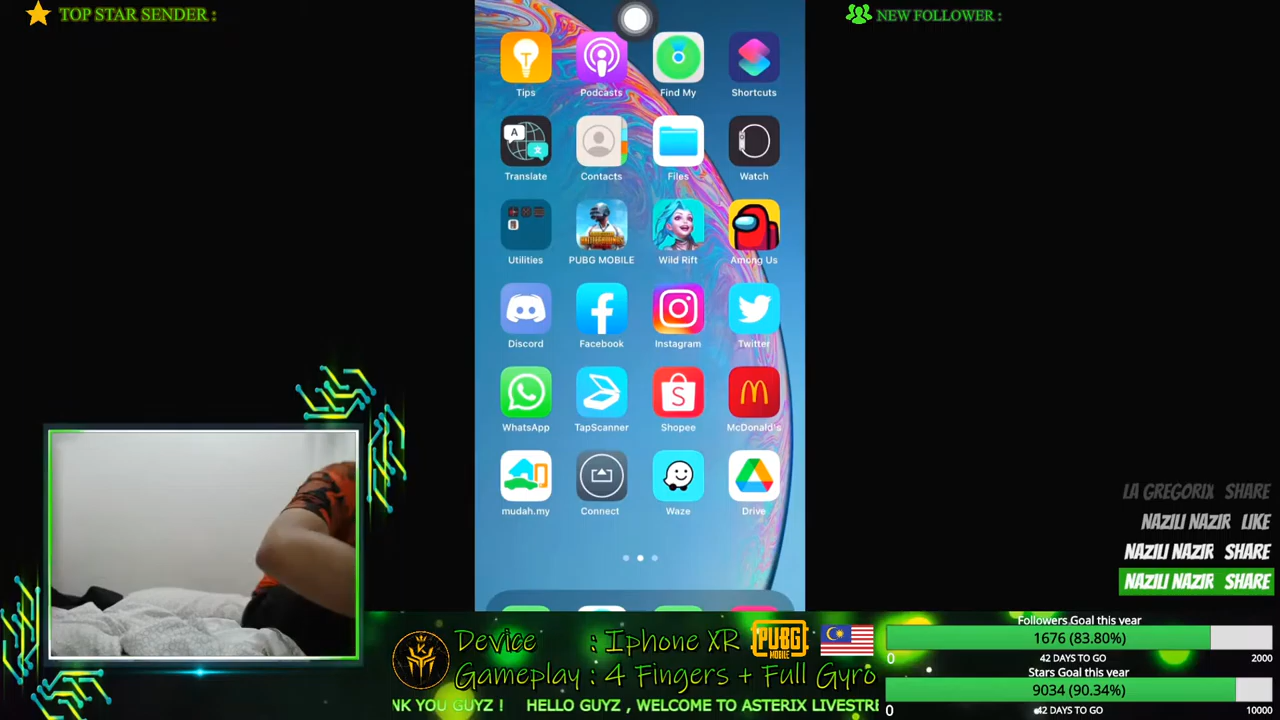 TOP STAR SENDER :
NEW FOLLOWER :
Tips
Podcasts
Find My
Shortcuts
Translate
Contacts
Files
Watch
Utilities
PUBG MOBILE
Wild Rift
Among Us
Discord
Facebook
Instagram
Twitter
WhatsApp
TapScanner
Shopee
McDonald's
mudah.my
Connect
Waze
Drive
LA GREGORIX SHARE
NAZILI NAZIR LIKE
NAZILI NAZIR SHARE
NAZILI NAZIR SHARE
Device : Iphone XR PUBG MOBILE
Gameplay : 4 Fingers + Full Gyro
NK YOU GUYZ ! HELLO GUYZ , WELCOME TO ASTERIX LIVESTRE
Followers Goal this year
1676 (83.80%)
0 42 DAYS TO GO 2000
Stars Goal this year
9034 (90.34%)
0 42 DAYS TO GO 10000